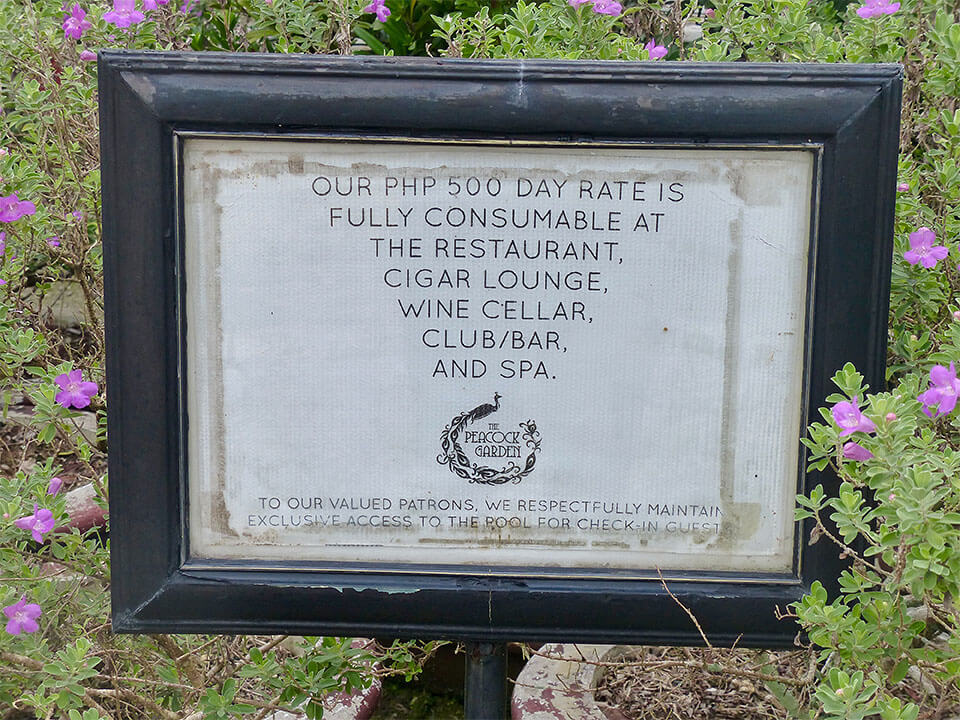 OUR PHP 500 DAY RATE IS
FULLY CONSUMABLE AT
THE RESTAURANT,
CIGAR LOUNGE,
WINE CELLAR,
CLUB/BAR,
AND SPA.
THE
PEACOCK
GARDEN
TO OUR VALUED PATRONS, WE RESPECTFULLY MAINTAIN
EXCLUSIVE ACCESS TO THE POOL FOR CHECK-IN GUEST